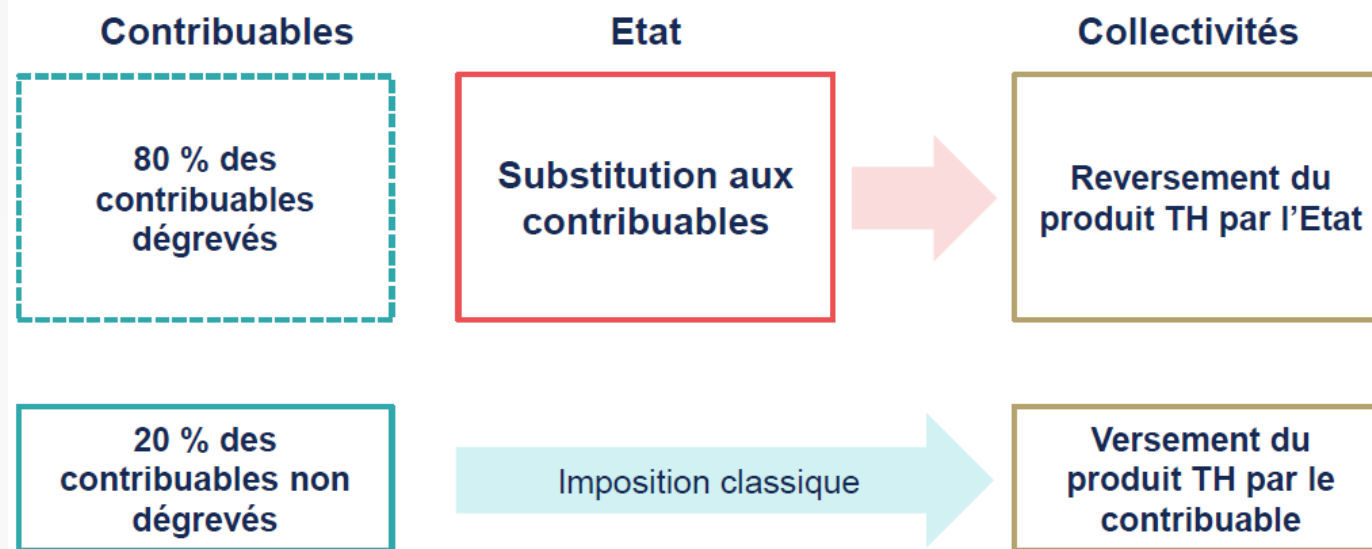 Contribuables
Etat
Collectivités
80 % des
contribuables
dégrevés
Substitution aux
contribuables
Reversement du
produit TH par l’Etat
20 % des
contribuables non
dégrevés
Imposition classique
Versement du
produit TH par le
contribuable